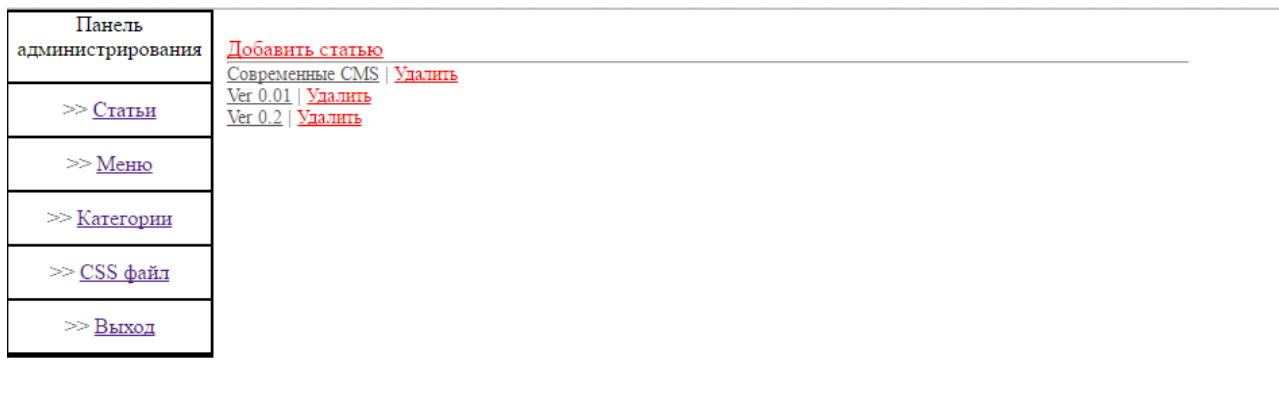 Панель
администрирования
>> Статьи
>> Меню
>> Категории
>> CSS файл
>> Выход
Добавить статью
Современные CMS | Удалить
Ver 0.01 | Удалить
Ver 0.2 | Удалить